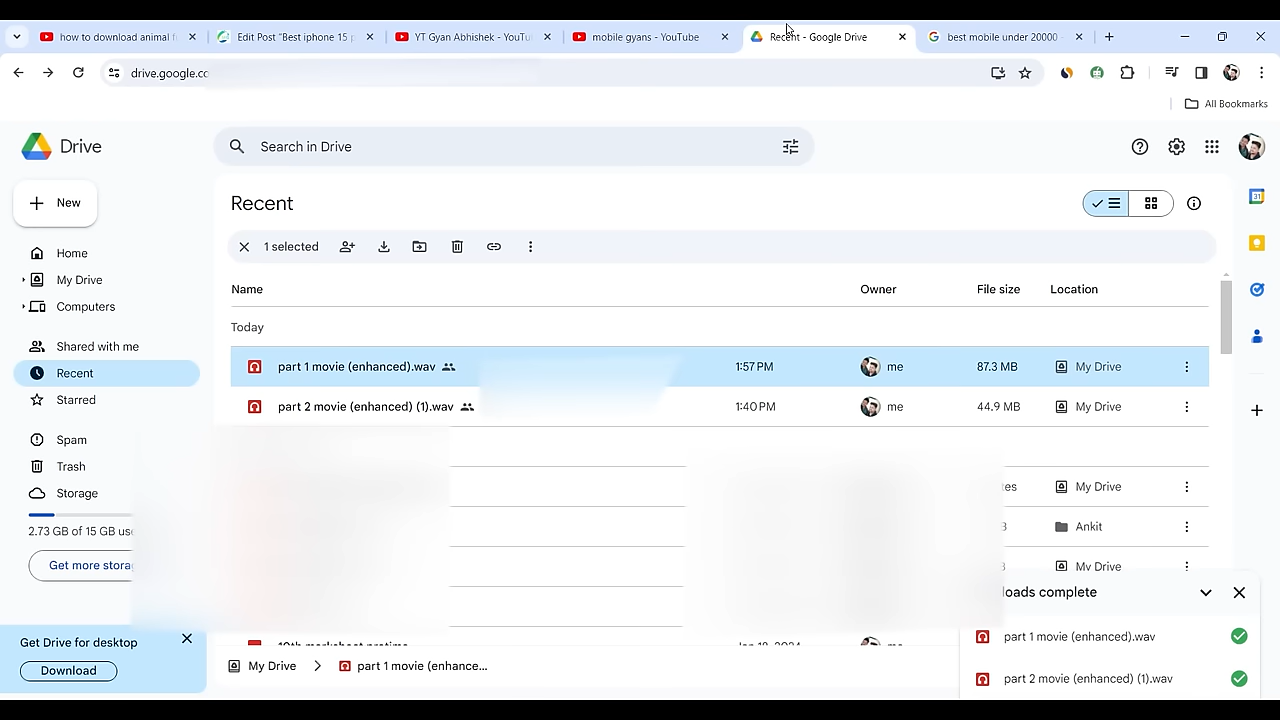 how to download animal f
Edit Post "Best iphone 15 p
YT Gyan Abhishek - YouTu
mobile gyans - YouTube
Recent - Google Drive
best mobile under 20000 -
drive.google.co
All Bookmarks
Drive
Search in Drive
New
Recent
Home
1 selected
My Drive
Computers
Name Owner File size Location
Today
Shared with me
Recent
Starred
part 1 movie (enhanced).wav 1:57 PM me 87.3 MB My Drive
part 2 movie (enhanced) (1).wav 1:40 PM me 44.9 MB My Drive
Spam
Trash
Storage
My Drive
2.73 GB of 15 GB use
Ankit
Get more storag
My Drive
loads complete
Get Drive for desktop
Download
part 1 movie (enhanced).wav
My Drive > part 1 movie (enhance...
part 2 movie (enhanced) (1).wav